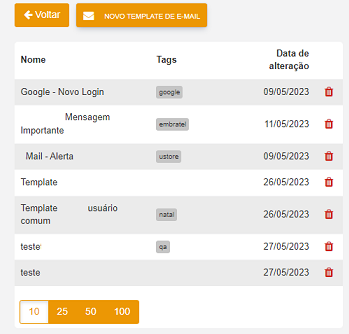 Voltar
NOVO TEMPLATE DE E-MAIL
Nome Tags Data de
alteração
Google - Novo Login google 09/05/2023
Mensagem
Importante embratel 11/05/2023
Mail - Alerta ustore 09/05/2023
Template 26/05/2023
Template usuário
comum natal 26/05/2023
teste qa 27/05/2023
teste 27/05/2023
10 25 50 100